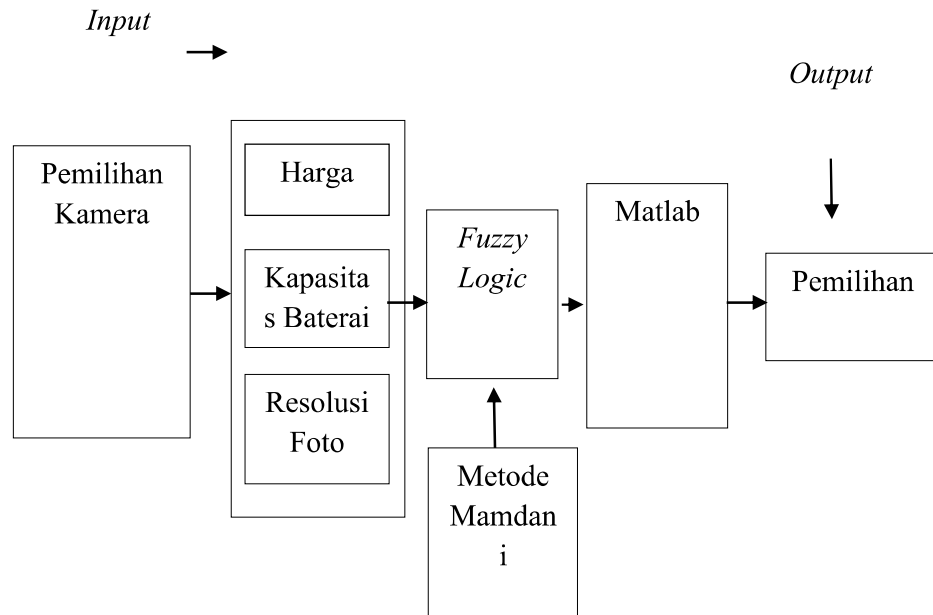 Input
Output
Pemilihan
Kamera
Harga
Kapasita
s Baterai
Resolusi
Foto
Fuzzy
Logic
Metode
Mamdan
i
Matlab
Pemilihan